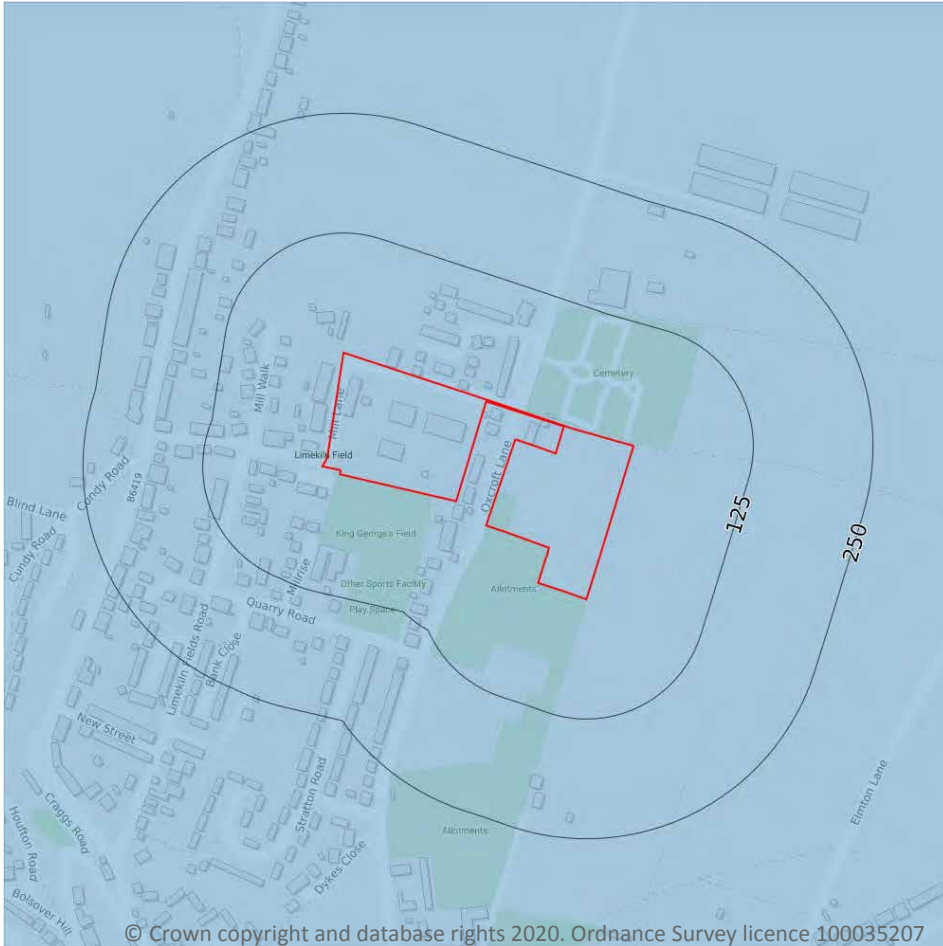 Cemetery
Mill Walk
Mill Lane
Limekiln Field
Oxcroft Lane
Cundy Road
B6419
Blind Lane
Cundy Road
King George's Field
125
250
Millrise
Other Sports Facility
Allotments
Play Space
Quarry Road
Limekiln Fields Road
Bank Close
New Street
Stratton Road
Elmton Lane
Craggs Road
Houfton Road
Allotments
Dykes Close
Bolsover Hill
© Crown copyright and database rights 2020. Ordnance Survey licence 100035207